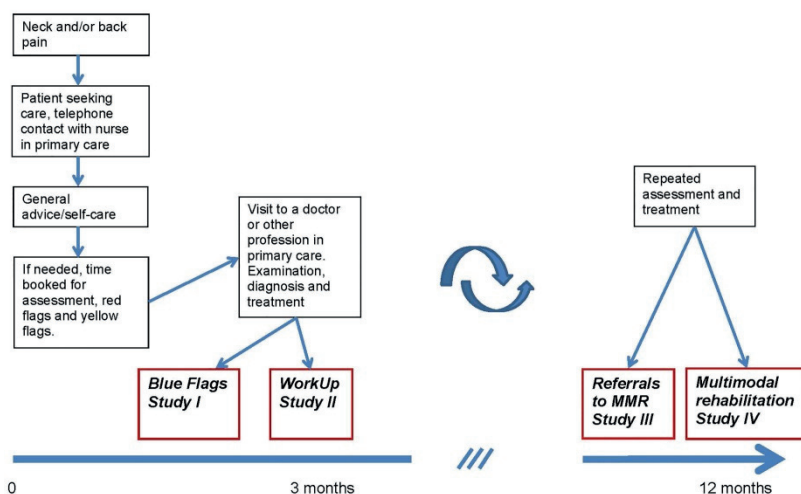 Neck and/or back
pain
Patient seeking
care, telephone
contact with nurse
in primary care
General
advice/self-care
If needed, time
booked for
assessment, red
flags and yellow
flags.
Visit to a doctor
or other
profession in
primary care.
Examination,
diagnosis and
treatment
Blue Flags
Study I
WorkUp
Study II
Repeated
assessment and
treatment
Referrals
to MMR
Study III
Multimodal
rehabilitation
Study IV
0
3 months
12 months